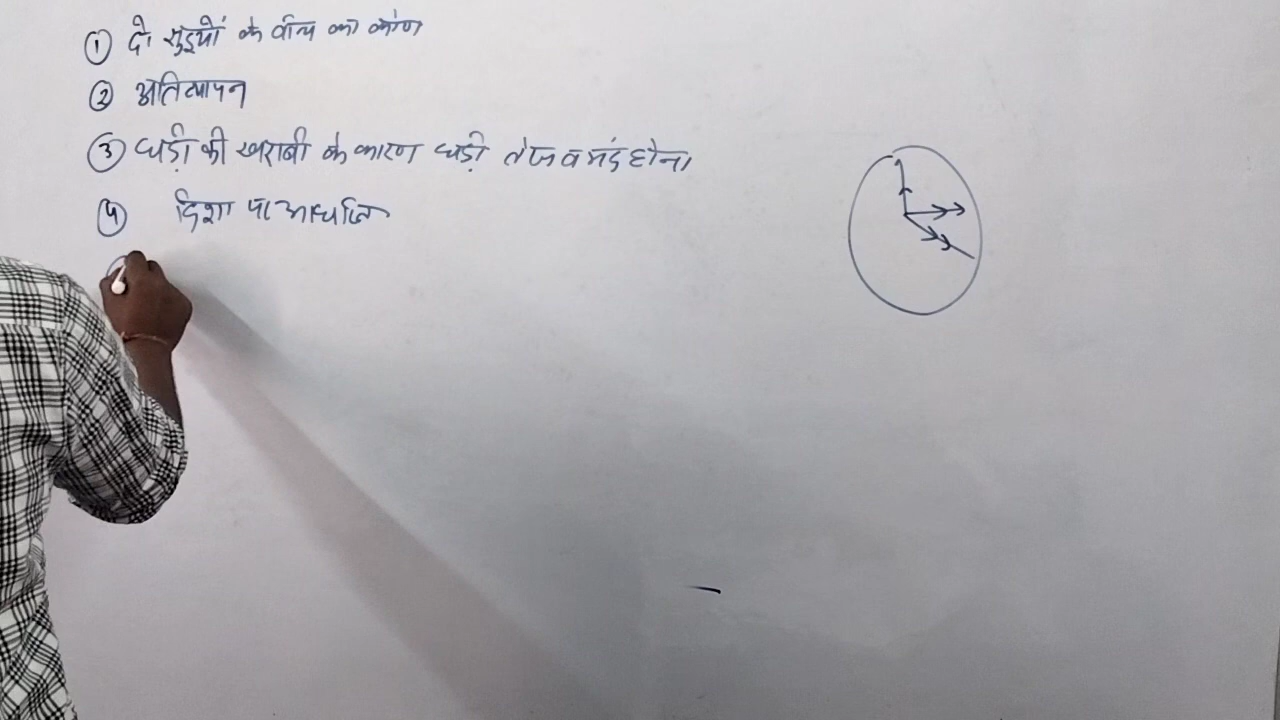 ① दो सुइयों के बीच का कोण
② अतिव्यापन
③ घड़ी की खराबी के कारण घड़ी तेज व मंद होना
④ दिशा पर आधारित